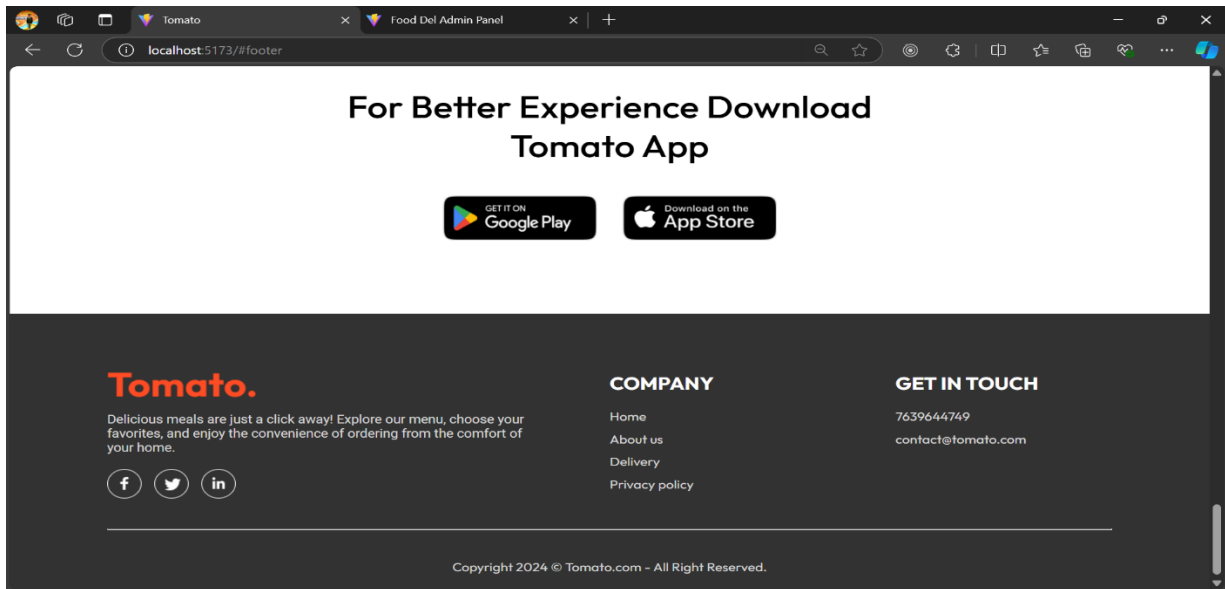 Tomato
Food Del Admin Panel
localhost:5173/#footer
For Better Experience Download
Tomato App
GET IT ON
Google Play
Download on the
App Store
Tomato.
Delicious meals are just a click away! Explore our menu, choose your
favorites, and enjoy the convenience of ordering from the comfort of
your home.
f
in
COMPANY
Home
About us
Delivery
Privacy policy
GET IN TOUCH
7639644749
contact@tomato.com
Copyright 2024 © Tomato.com - All Right Reserved.